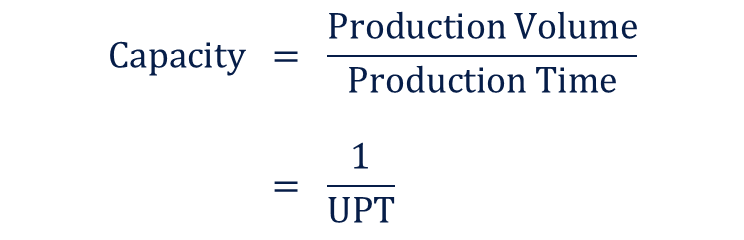 Capacity = Production Volume / Production Time
= 1 / UPT